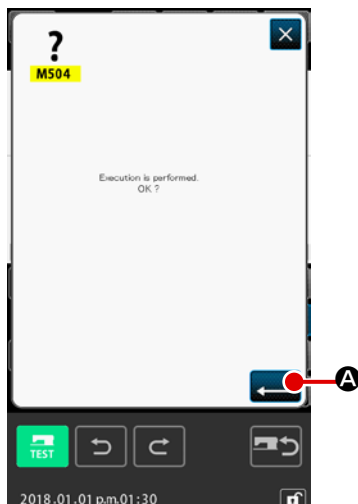 ?
M504
Execution is performed.
OK ?
A
TEST
2018.01.01 p.m.01:30